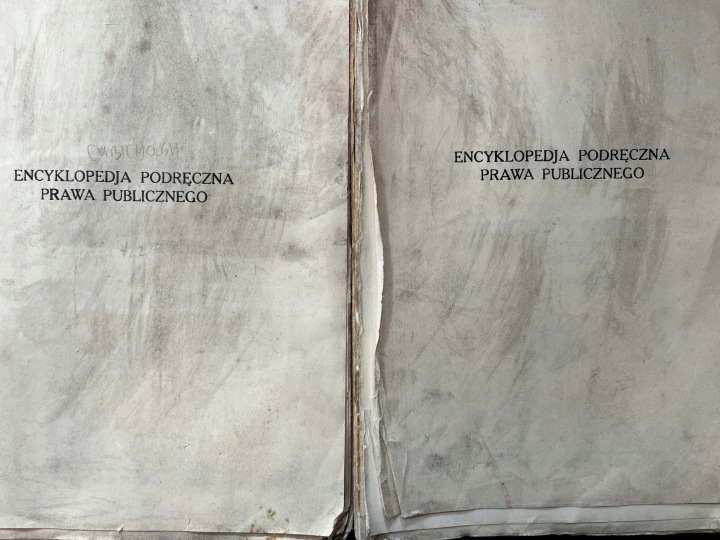 ENCYKLOPEDJA PODRĘCZNA
PRAWA PUBLICZNEGO
ENCYKLOPEDJA PODRĘCZNA
PRAWA PUBLICZNEGO